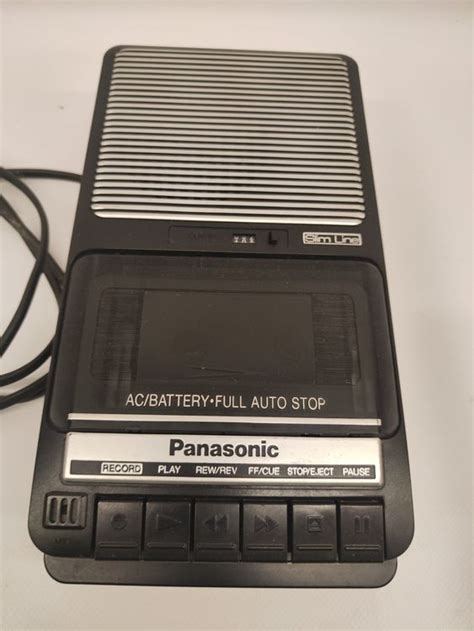 Slim Line
AC/BATTERY•FULL AUTO STOP
Panasonic
RECORD PLAY REW/REV FF/CUE STOP/EJECT PAUSE